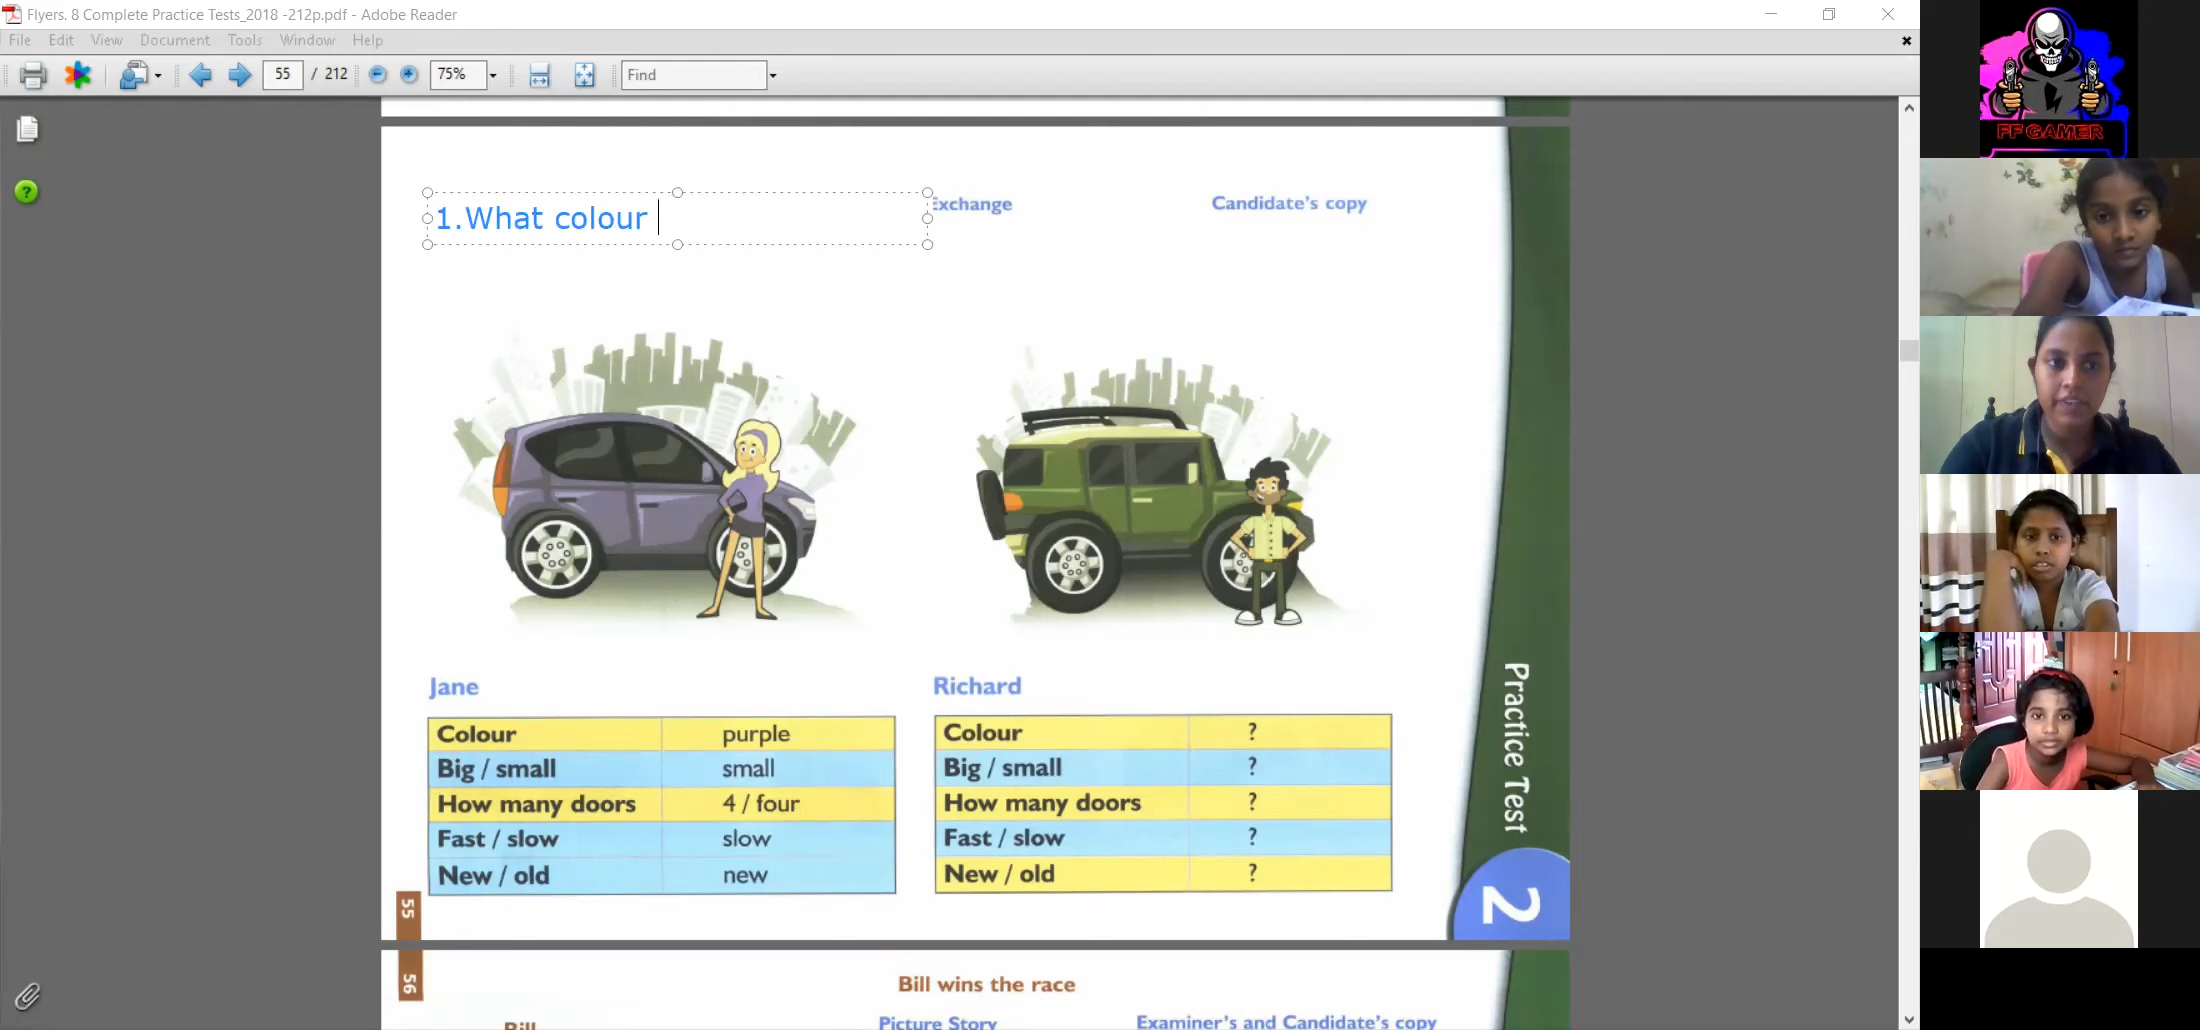 Flyers. 8 Complete Practice Tests_2018 -212p.pdf - Adobe Reader
File Edit View Document Tools Window Help
55 / 212 75% Find
1.What colour
Exchange Candidate's copy
Jane
Colour purple
Big / small small
How many doors 4 / four
Fast / slow slow
New / old new
Richard
Colour ?
Big / small ?
How many doors ?
Fast / slow ?
New / old ?
Practice Test
2
55
56
Bill wins the race
Bill
Picture Story Examiner's and Candidate's copy
FF GAMER